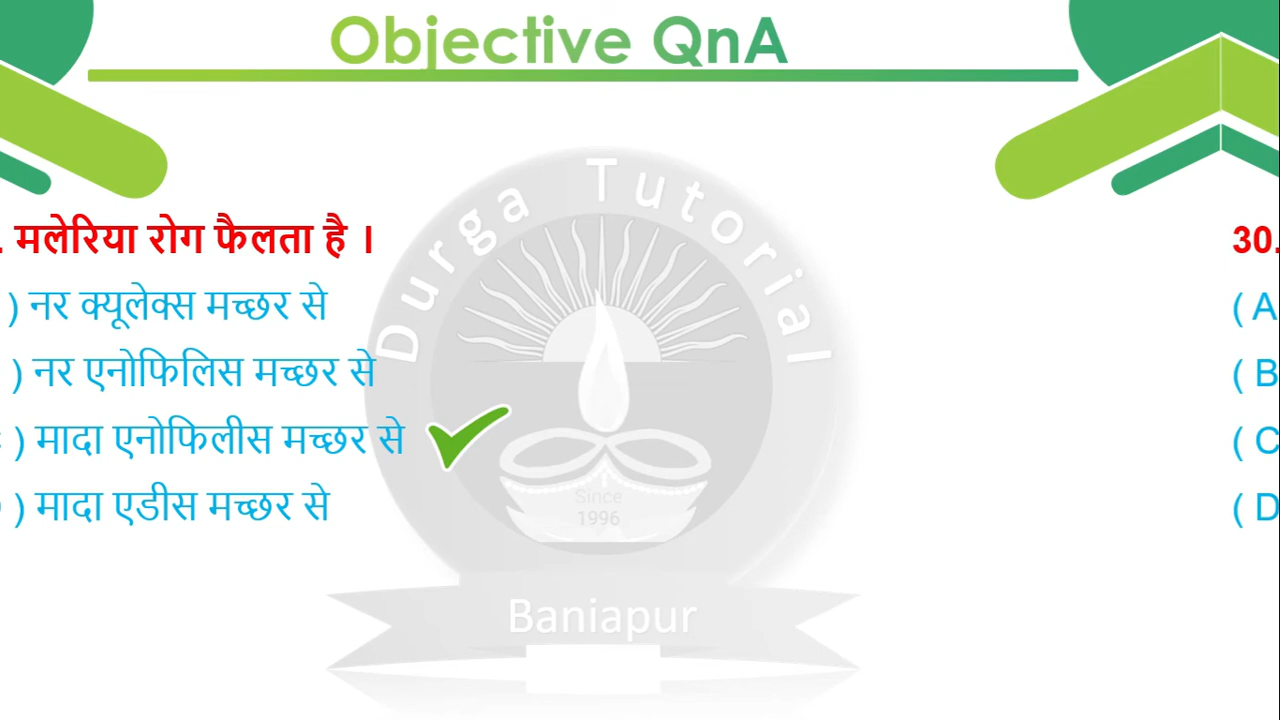 Objective QnA
. मलेरिया रोग फैलता है ।
) नर क्यूलेक्स मच्छर से
) नर एनोफिलिस मच्छर से
) मादा एनोफिलीस मच्छर से
) मादा एडीस मच्छर से
30.
( A
( B
( C
( D
Durga Tutorial
Since
1996
Baniapur